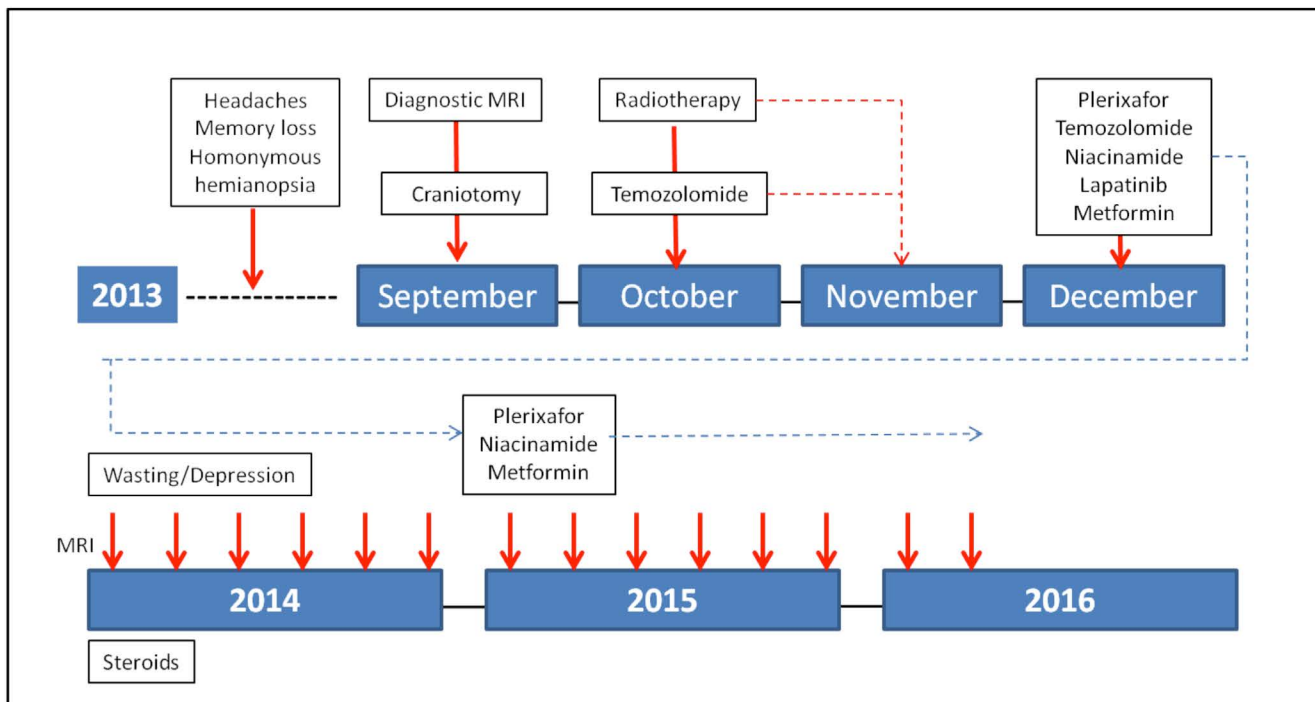 Headaches
Memory loss
Homonymous
hemianopsia
Diagnostic MRI
Craniotomy
Radiotherapy
Temozolomide
Plerixafor
Temozolomide
Niacinamide
Lapatinib
Metformin
2013
September
October
November
December
Plerixafor
Niacinamide
Metformin
Wasting/Depression
MRI
2014
2015
2016
Steroids